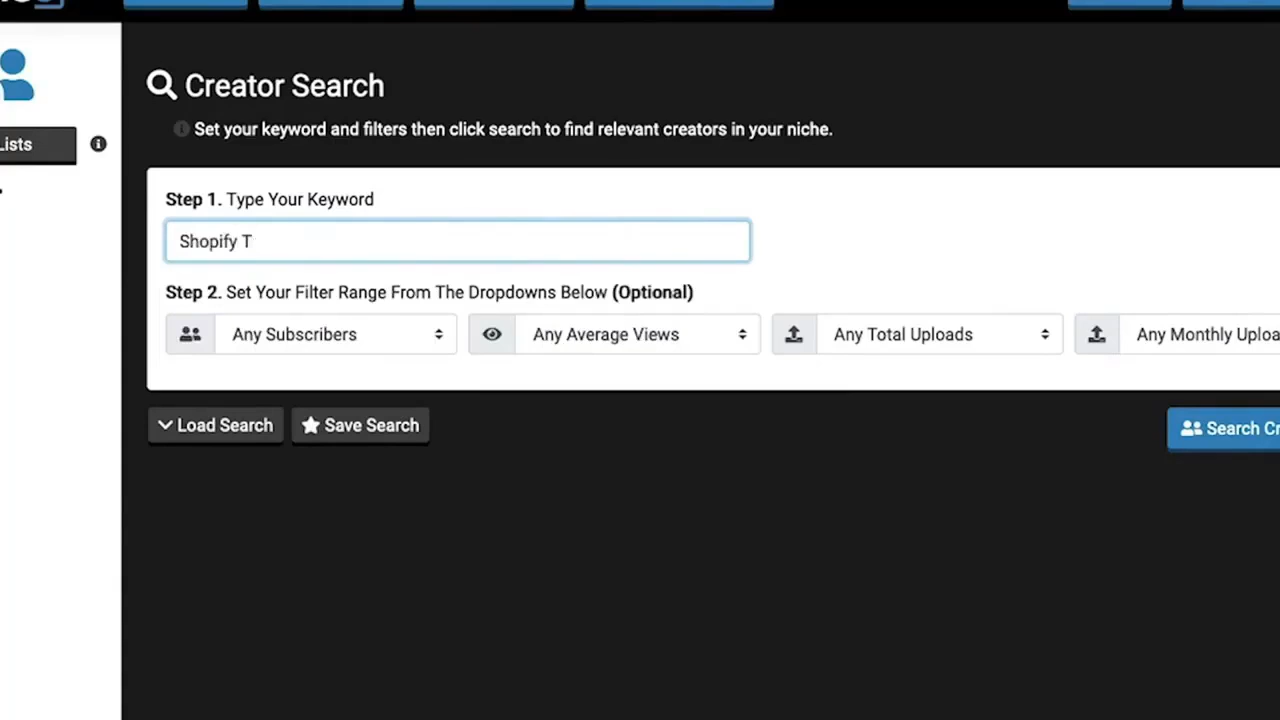 Creator Search
Set your keyword and filters then click search to find relevant creators in your niche.
Lists
Step 1. Type Your Keyword
Shopify T
Step 2. Set Your Filter Range From The Dropdowns Below (Optional)
Any Subscribers Any Average Views Any Total Uploads Any Monthly
Load Search Save Search Search